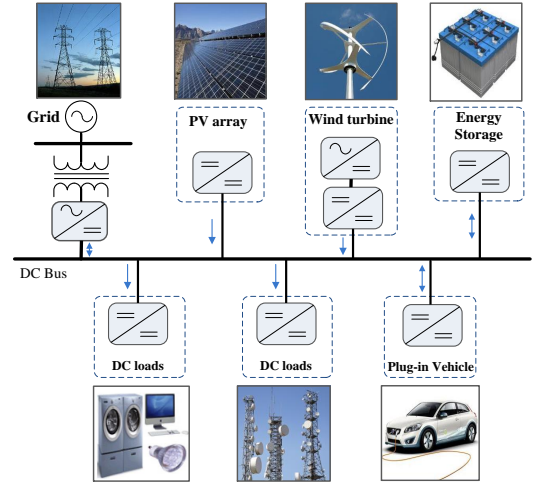 Grid
PV array
Wind turbine
Energy
Storage
DC Bus
DC loads
DC loads
Plug-in Vehicle